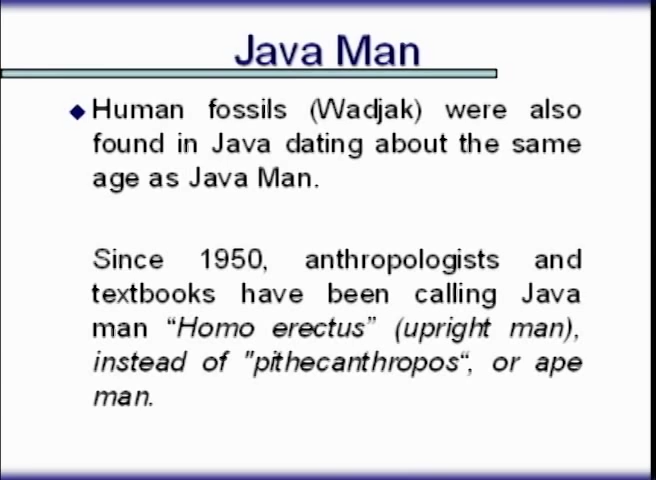 Java Man
Human fossils (Wadjak) were also
found in Java dating about the same
age as Java Man.
Since 1950, anthropologists and
textbooks have been calling Java
man “Homo erectus” (upright man),
instead of "pithecanthropos“, or ape
man.